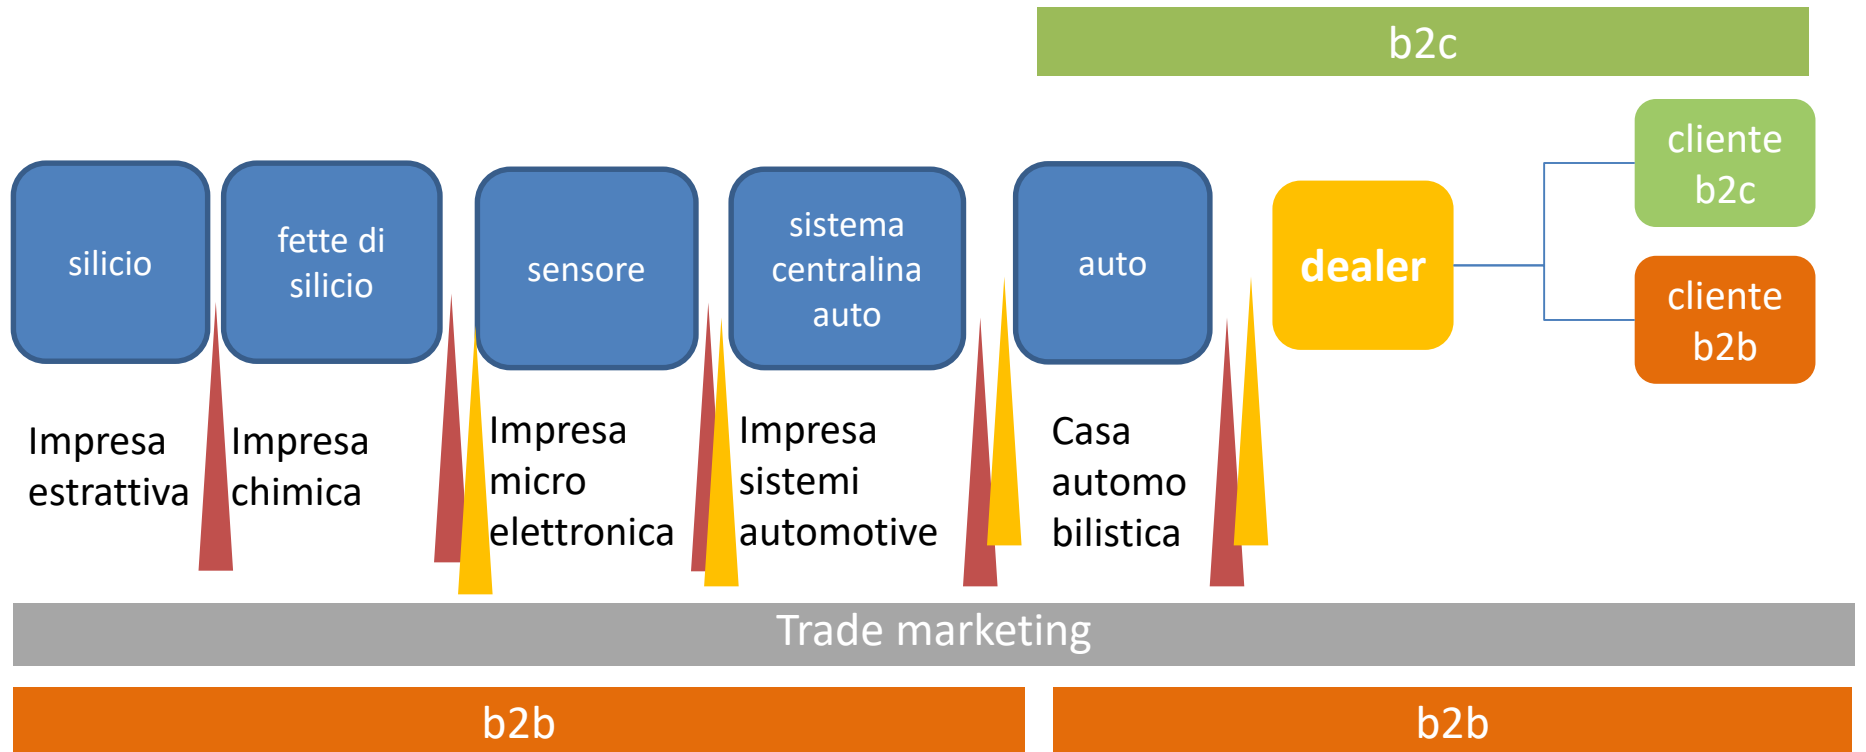 b2c
silicio
fette di
silicio
sensore
sistema
centralina
auto
auto
dealer
cliente
b2c
cliente
b2b
Impresa
estrattiva
Impresa
chimica
Impresa
micro
elettronica
Impresa
sistemi
automotive
Casa
automo
bilistica
Trade marketing
b2b
b2b